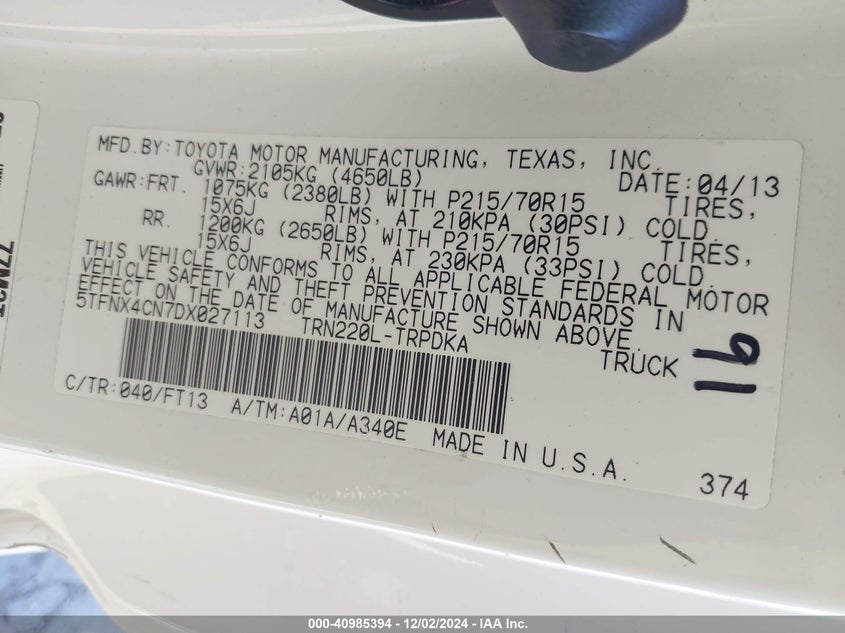 MFD.BY:TOYOTA MOTOR MANUFACTURING, TEXAS, INC.
GVWR:2105KG (4650LB) DATE:04/13
GAWR:FRT. 1075KG (2380LB) WITH P215/70R15 TIRES,
15X6J RIMS, AT 210KPA (30PSI) COLD
RR. 1200KG (2650LB) WITH P215/70R15 TIRES,
15X6J RIMS, AT 230KPA (33PSI) COLD.
THIS VEHICLE CONFORMS TO ALL APPLICABLE FEDERAL MOTOR
VEHICLE SAFETY AND THEFT PREVENTION STANDARDS IN
EFFECT ON THE DATE OF MANUFACTURE SHOWN ABOVE.
5TFNX4CN7DX027113 TRN220L-TRPDKA TRUCK
91
C/TR:040/FT13 A/TM:A01A/A340E MADE IN U.S.A.
374
000-40985394 - 12/02/2024 - IAA Inc.